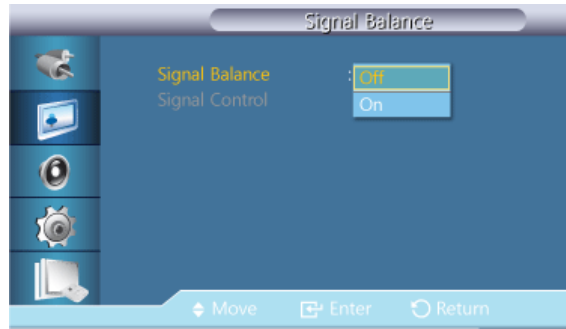 Signal Balance
Signal Balance : Off
On
Signal Control
Move Enter Return